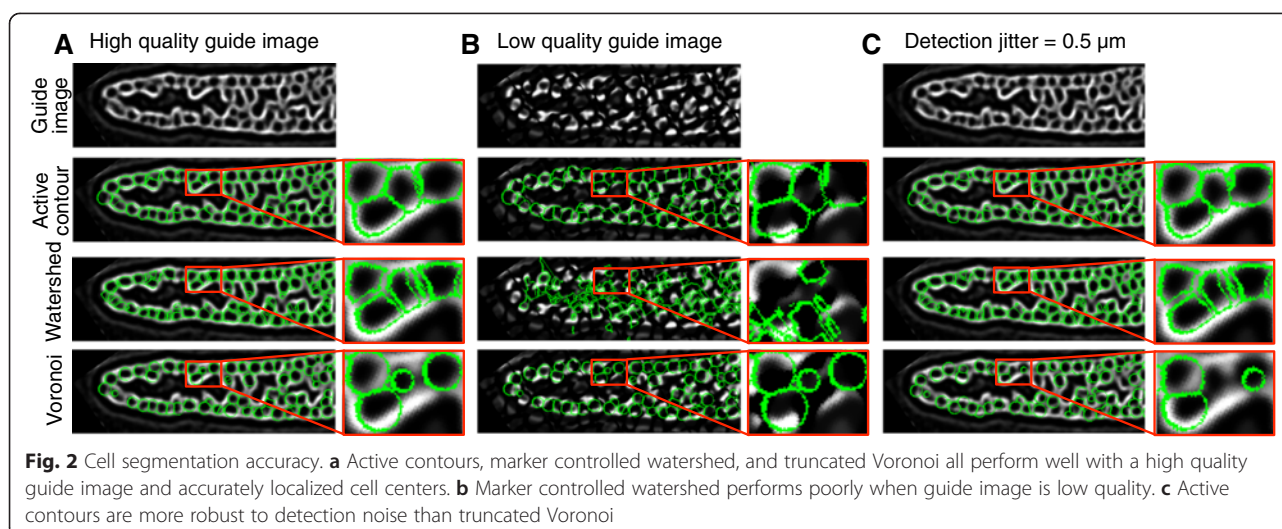 A High quality guide image
B Low quality guide image
C Detection jitter = 0.5 μm
Guide
image
Active
contour
Watershed
Voronoi
Fig. 2 Cell segmentation accuracy. a Active contours, marker controlled watershed, and truncated Voronoi all perform well with a high quality
guide image and accurately localized cell centers. b Marker controlled watershed performs poorly when guide image is low quality. c Active
contours are more robust to detection noise than truncated Voronoi